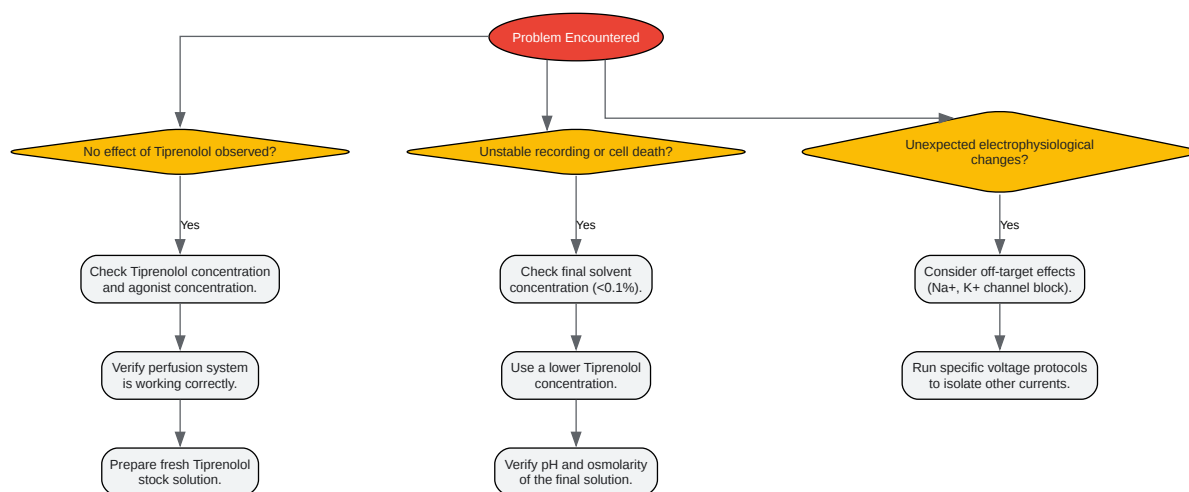 Problem Encountered
No effect of Tiprenolol observed?
Unstable recording or cell death?
Unexpected electrophysiological
changes?
Yes
Yes
Yes
Check Tiprenolol concentration
and agonist concentration.
Check final solvent
concentration (<0.1%).
Consider off-target effects
(Na+, K+ channel block).
Verify perfusion system
is working correctly.
Use a lower Tiprenolol
concentration.
Run specific voltage protocols
to isolate other currents.
Prepare fresh Tiprenolol
stock solution.
Verify pH and osmolarity
of the final solution.